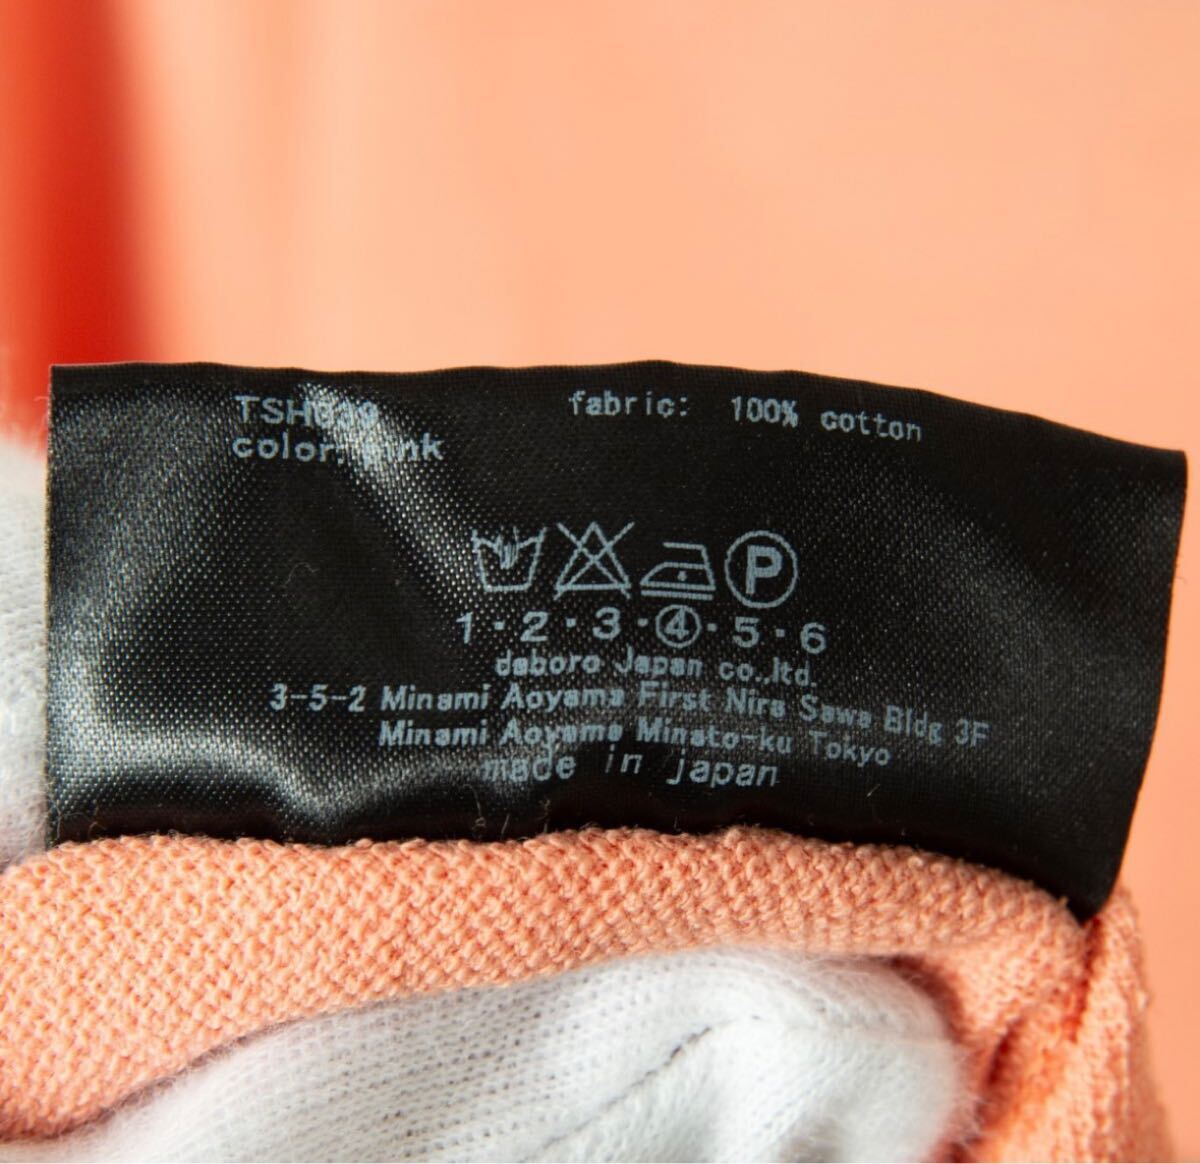 TSH039 fabric: 100% cotton
color: pink
P
1・2・3・④・5・6
daboro Japan co.,ltd.
3-5-2 Minami Aoyama First Nira Sawa Bldg 3F
Minami Aoyama Minato-ku Tokyo
made in japan